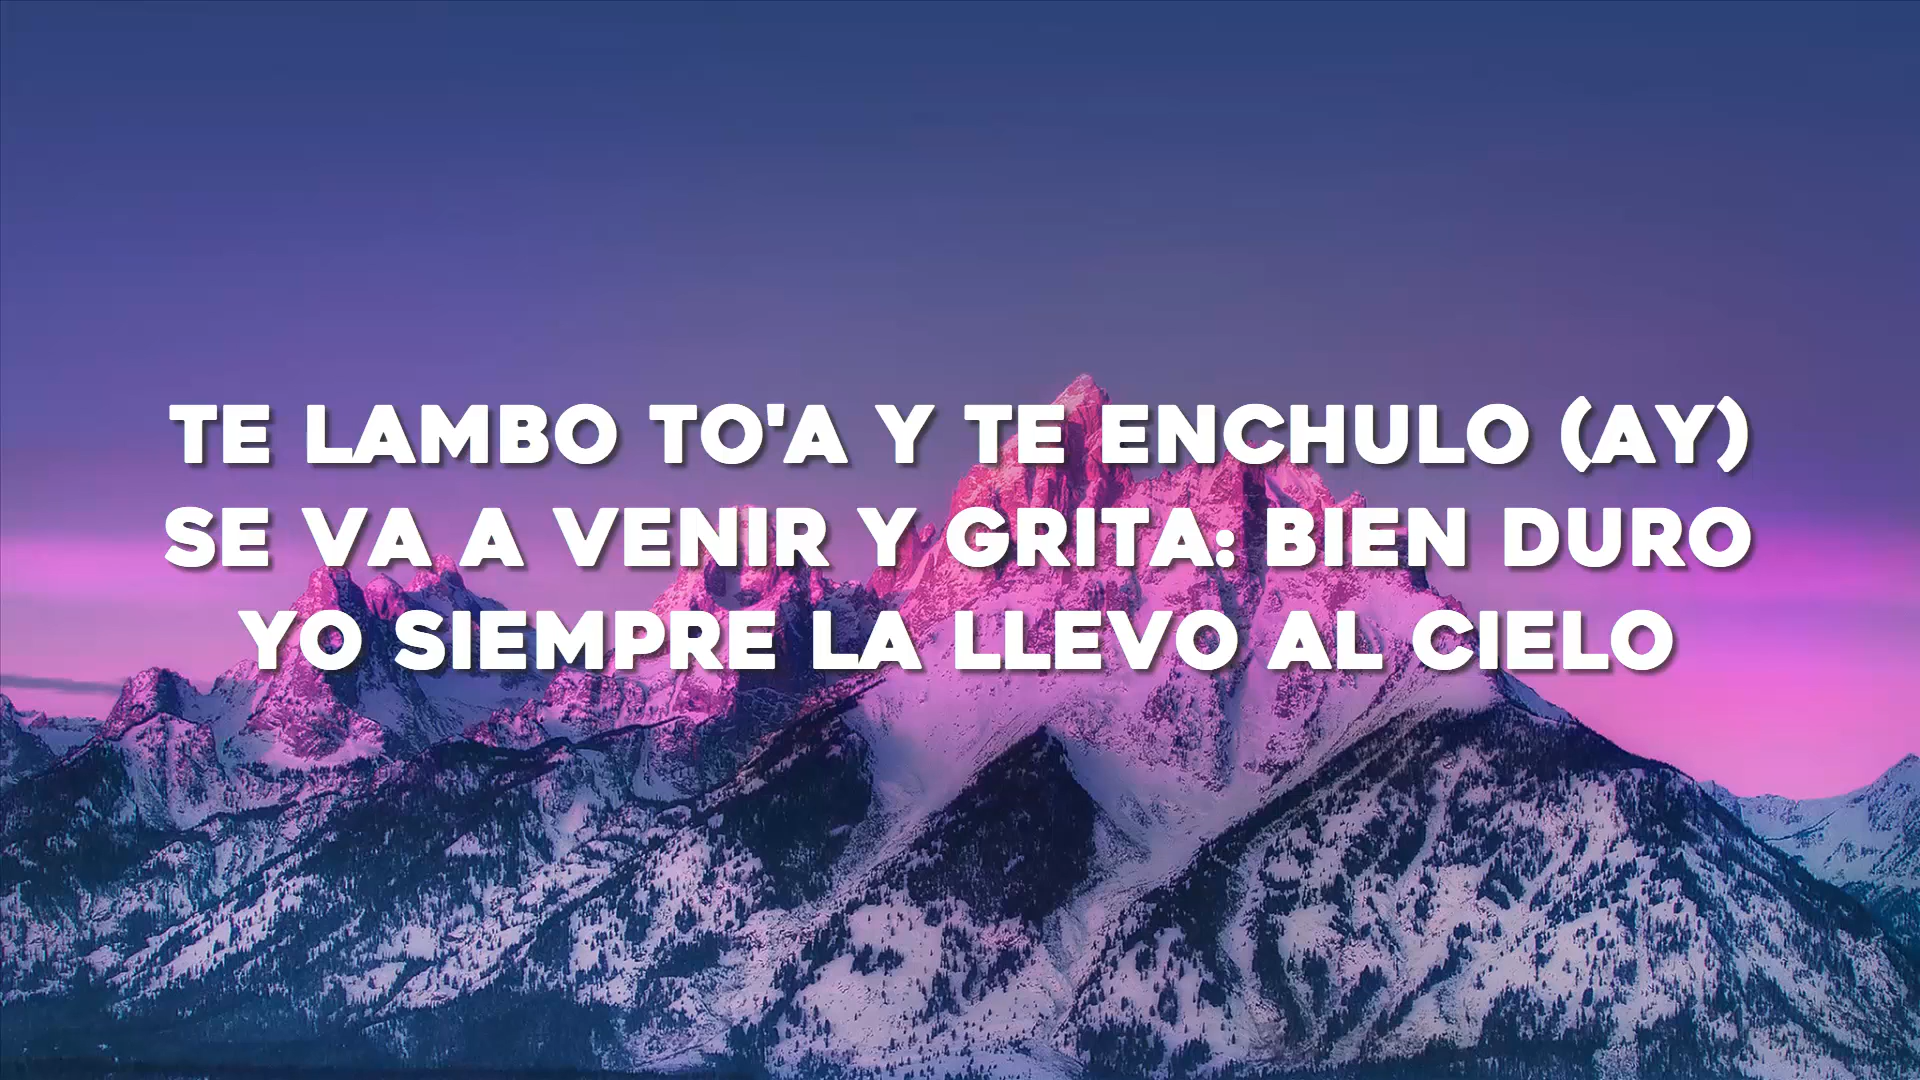 TE LAMBO TO'A Y TE ENCHULO (AY)
SE VA A VENIR Y GRITA: BIEN DURO
YO SIEMPRE LA LLEVO AL CIELO